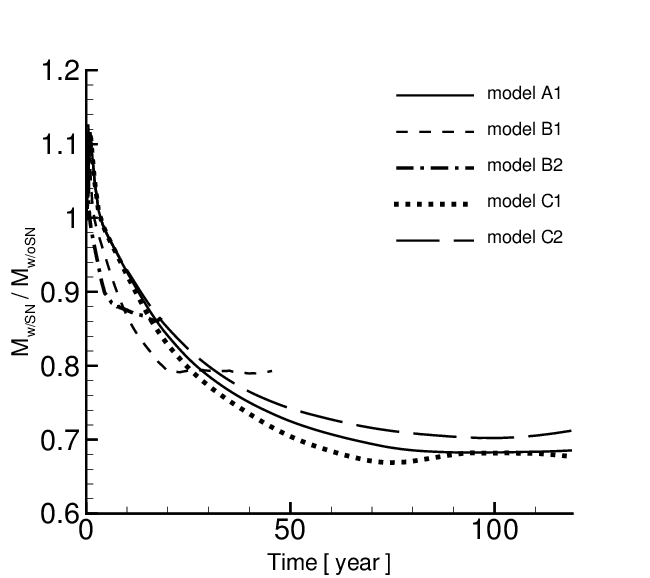 1.2
model A1
model B1
1.1
model B2
model C1
1
model C2
0.9
M w/SN / M w/oSN
0.8
0.7
0.6
0
50
100
Time [ year ]